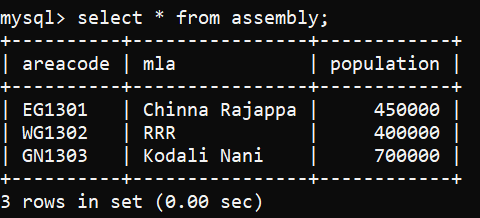 mysql> select * from assembly;
+----------+---------------+------------+
| areacode | mla           | population |
+----------+---------------+------------+
| EG1301   | Chinna Rajappa |     450000 |
| WG1302   | RRR           |     400000 |
| GN1303   | Kodali Nani   |     700000 |
+----------+---------------+------------+
3 rows in set (0.00 sec)